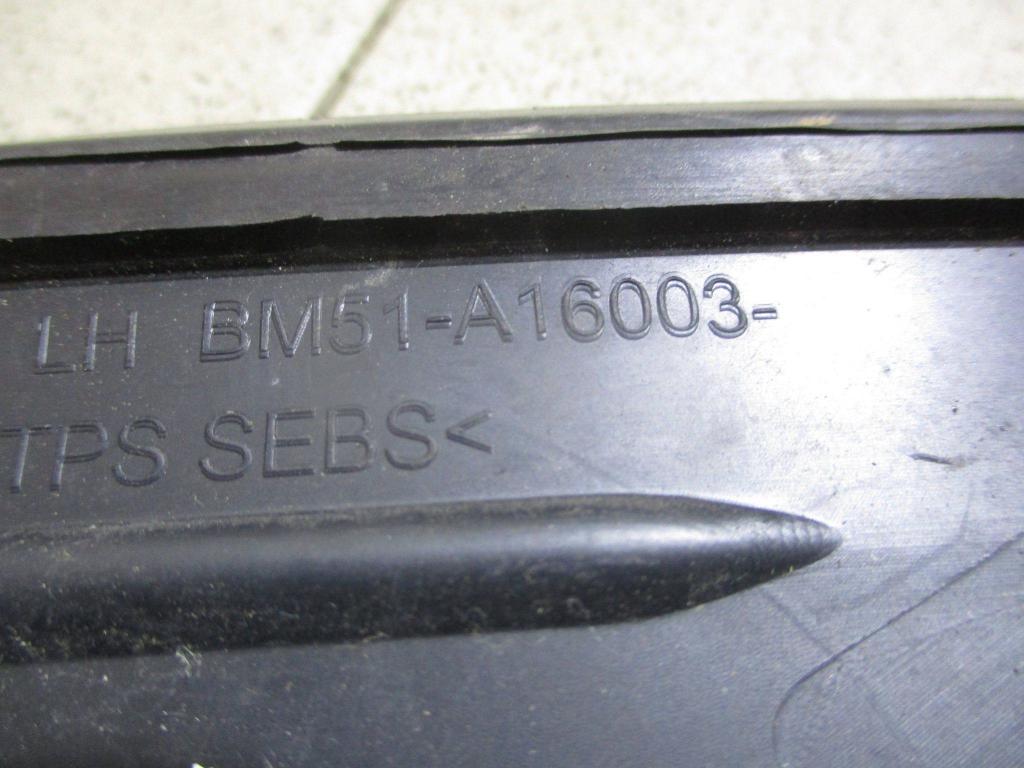 LH BM51-A16003-
TPS SEBS<